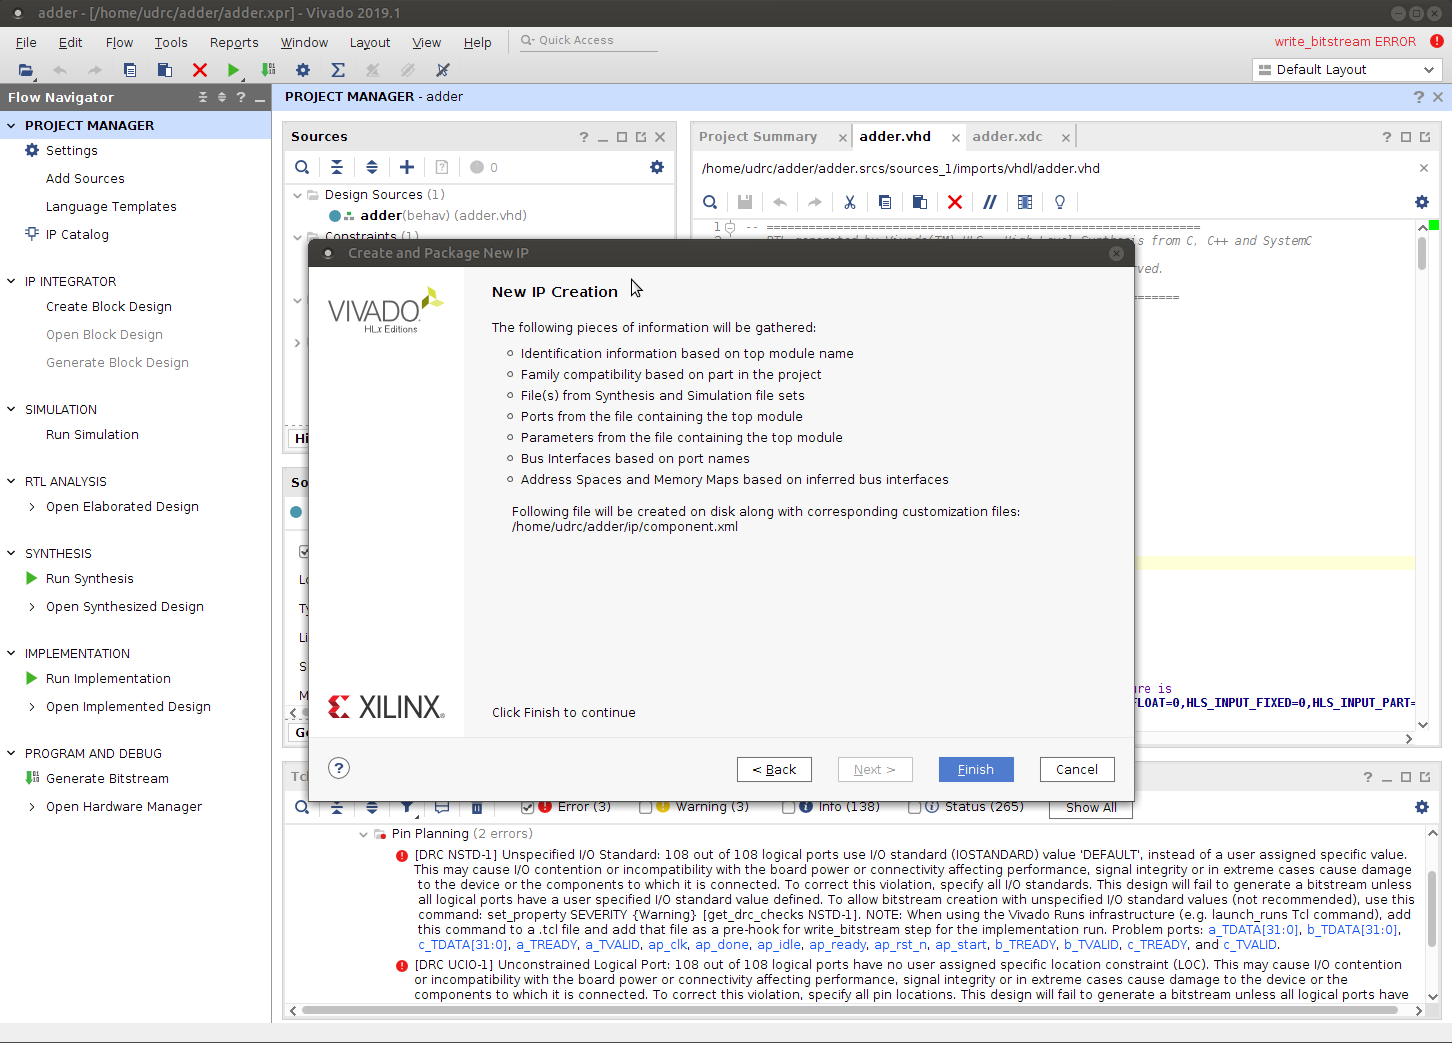 adder - [/home/udrc/adder/adder.xpr] - Vivado 2019.1
File Edit Flow Tools Reports Window Layout View Help Quick Access
write_bitstream ERROR
Default Layout
Flow Navigator
PROJECT MANAGER - adder
PROJECT MANAGER
Settings
Add Sources
Language Templates
IP Catalog
IP INTEGRATOR
Create Block Design
Open Block Design
Generate Block Design
SIMULATION
Run Simulation
RTL ANALYSIS
Open Elaborated Design
SYNTHESIS
Run Synthesis
Open Synthesized Design
IMPLEMENTATION
Run Implementation
Open Implemented Design
PROGRAM AND DEBUG
Generate Bitstream
Open Hardware Manager
Sources
0
Design Sources (1)
adder(behav) (adder.vhd)
Constraints (1)
Project Summary adder.vhd adder.xdc
/home/udrc/adder/adder.srcs/sources_1/imports/vhdl/adder.vhd
1 -- ==============================================================
2 -- RTL generated by Vivado(TM) HLS - High-Level Synthesis from C, C++ and SystemC
rved.
=======
re is
FLOAT=0,HLS_INPUT_FIXED=0,HLS_INPUT_PART=
Create and Package New IP
VIVADO
HLx Editions
XILINX
New IP Creation
The following pieces of information will be gathered:
Identification information based on top module name
Family compatibility based on part in the project
File(s) from Synthesis and Simulation file sets
Ports from the file containing the top module
Parameters from the file containing the top module
Bus Interfaces based on port names
Address Spaces and Memory Maps based on inferred bus interfaces
Following file will be created on disk along with corresponding customization files:
/home/udrc/adder/ip/component.xml
Click Finish to continue
? < Back Next > Finish Cancel
Error (3) Warning (3) Info (138) Status (265) Show All
Pin Planning (2 errors)
[DRC NSTD-1] Unspecified I/O Standard: 108 out of 108 logical ports use I/O standard (IOSTANDARD) value 'DEFAULT', instead of a user assigned specific value.
This may cause I/O contention or incompatibility with the board power or connectivity affecting performance, signal integrity or in extreme cases cause damage
to the device or the components to which it is connected. To correct this violation, specify all I/O standards. This design will fail to generate a bitstream unless
all logical ports have a user specified I/O standard value defined. To allow bitstream creation with unspecified I/O standard values (not recommended), use this
command: set_property SEVERITY {Warning} [get_drc_checks NSTD-1]. NOTE: When using the Vivado Runs infrastructure (e.g. launch_runs Tcl command), add
this command to a .tcl file and add that file as a pre-hook for write_bitstream step for the implementation run. Problem ports: a_TDATA[31:0], b_TDATA[31:0],
c_TDATA[31:0], a_TREADY, a_TVALID, ap_clk, ap_done, ap_idle, ap_ready, ap_rst_n, ap_start, b_TREADY, b_TVALID, c_TREADY, and c_TVALID.
[DRC UCIO-1] Unconstrained Logical Port: 108 out of 108 logical ports have no user assigned specific location constraint (LOC). This may cause I/O contention
or incompatibility with the board power or connectivity affecting performance, signal integrity or in extreme cases cause damage to the device or the
components to which it is connected. To correct this violation, specify all pin locations. This design will fail to generate a bitstream unless all logical ports have